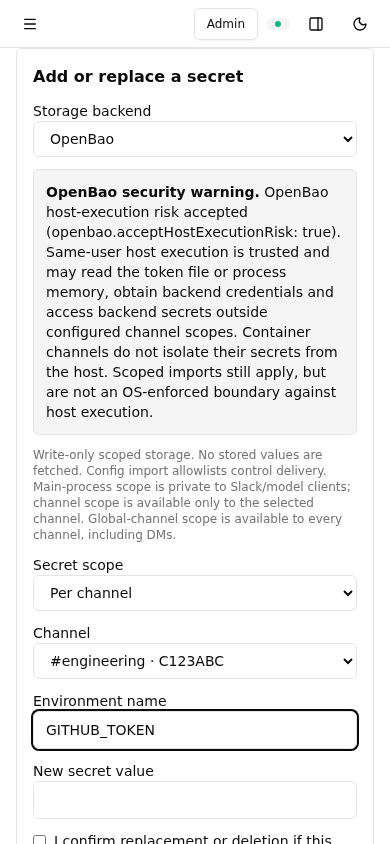 Admin
Add or replace a secret
Storage backend
OpenBao
OpenBao security warning. OpenBao
host-execution risk accepted
(openbao.acceptHostExecutionRisk: true).
Same-user host execution is trusted and
may read the token file or process
memory, obtain backend credentials and
access backend secrets outside
configured channel scopes. Container
channels do not isolate their secrets from
the host. Scoped imports still apply, but
are not an OS-enforced boundary against
host execution.
Write-only scoped storage. No stored values are
fetched. Config import allowlists control delivery.
Main-process scope is private to Slack/model clients;
channel scope is available only to the selected
channel. Global-channel scope is available to every
channel, including DMs.
Secret scope
Per channel
Channel
#engineering · C123ABC
Environment name
GITHUB_TOKEN
New secret value
I confirm replacement or deletion if this